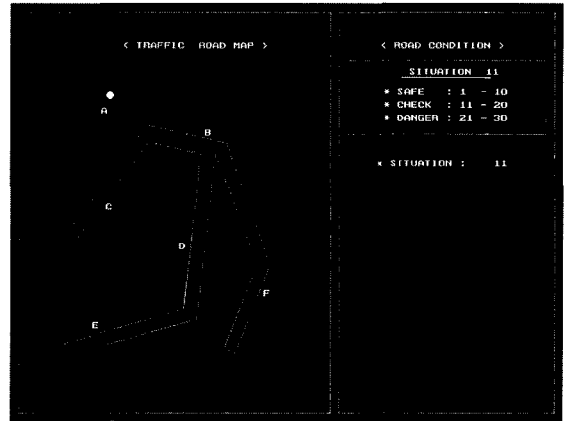 < TRAFFIC ROAD MAP >
A
B
C
D
E
F
< ROAD CONDITION >
SITUATION 11
* SAFE : 1 - 10
* CHECK : 11 - 20
* DANGER : 21 - 30
* SITUATION : 11